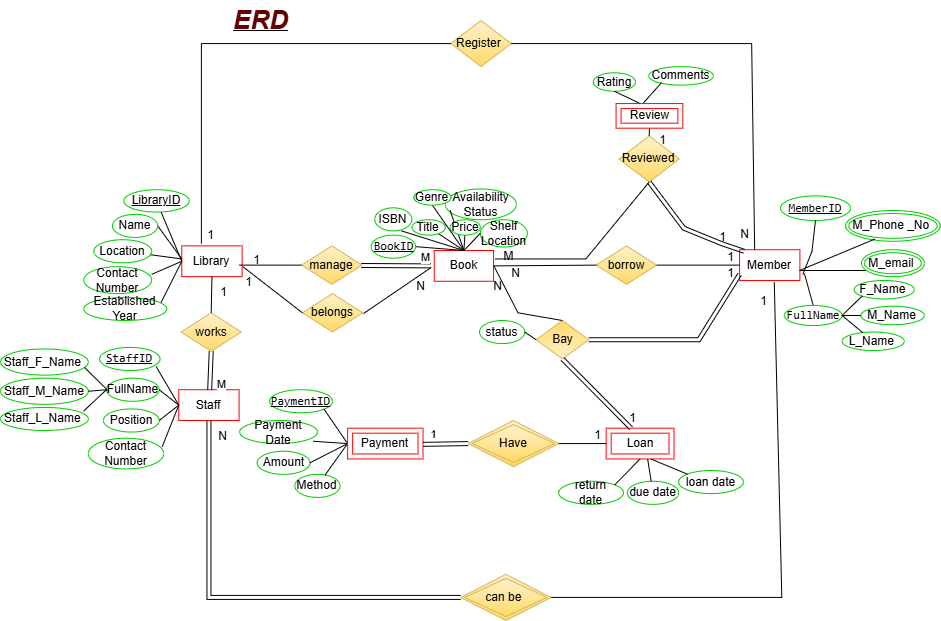 ERD
Register
Rating
Comments
Review
1
Reviewed
LibraryID
Name
Location
Contact
Number
Established
Year
1
Library
1
1
1
manage
belongs
M
N
Genre
Availability
Status
ISBN
Title
Price
Shelf
Location
BookID
Book
M
N
N
borrow
1
1
1
N
Member
1
MemberID
M_Phone _No
M_email
F_Name
FullName
M_Name
L_Name
works
M
Staff
N
StaffID
Staff_F_Name
FullName
Staff_M_Name
Staff_L_Name
Position
Contact
Number
status
Bay
PaymentID
Payment
Date
Amount
Method
Payment
1
Have
1
1
Loan
return
date
due date
loan date
can be